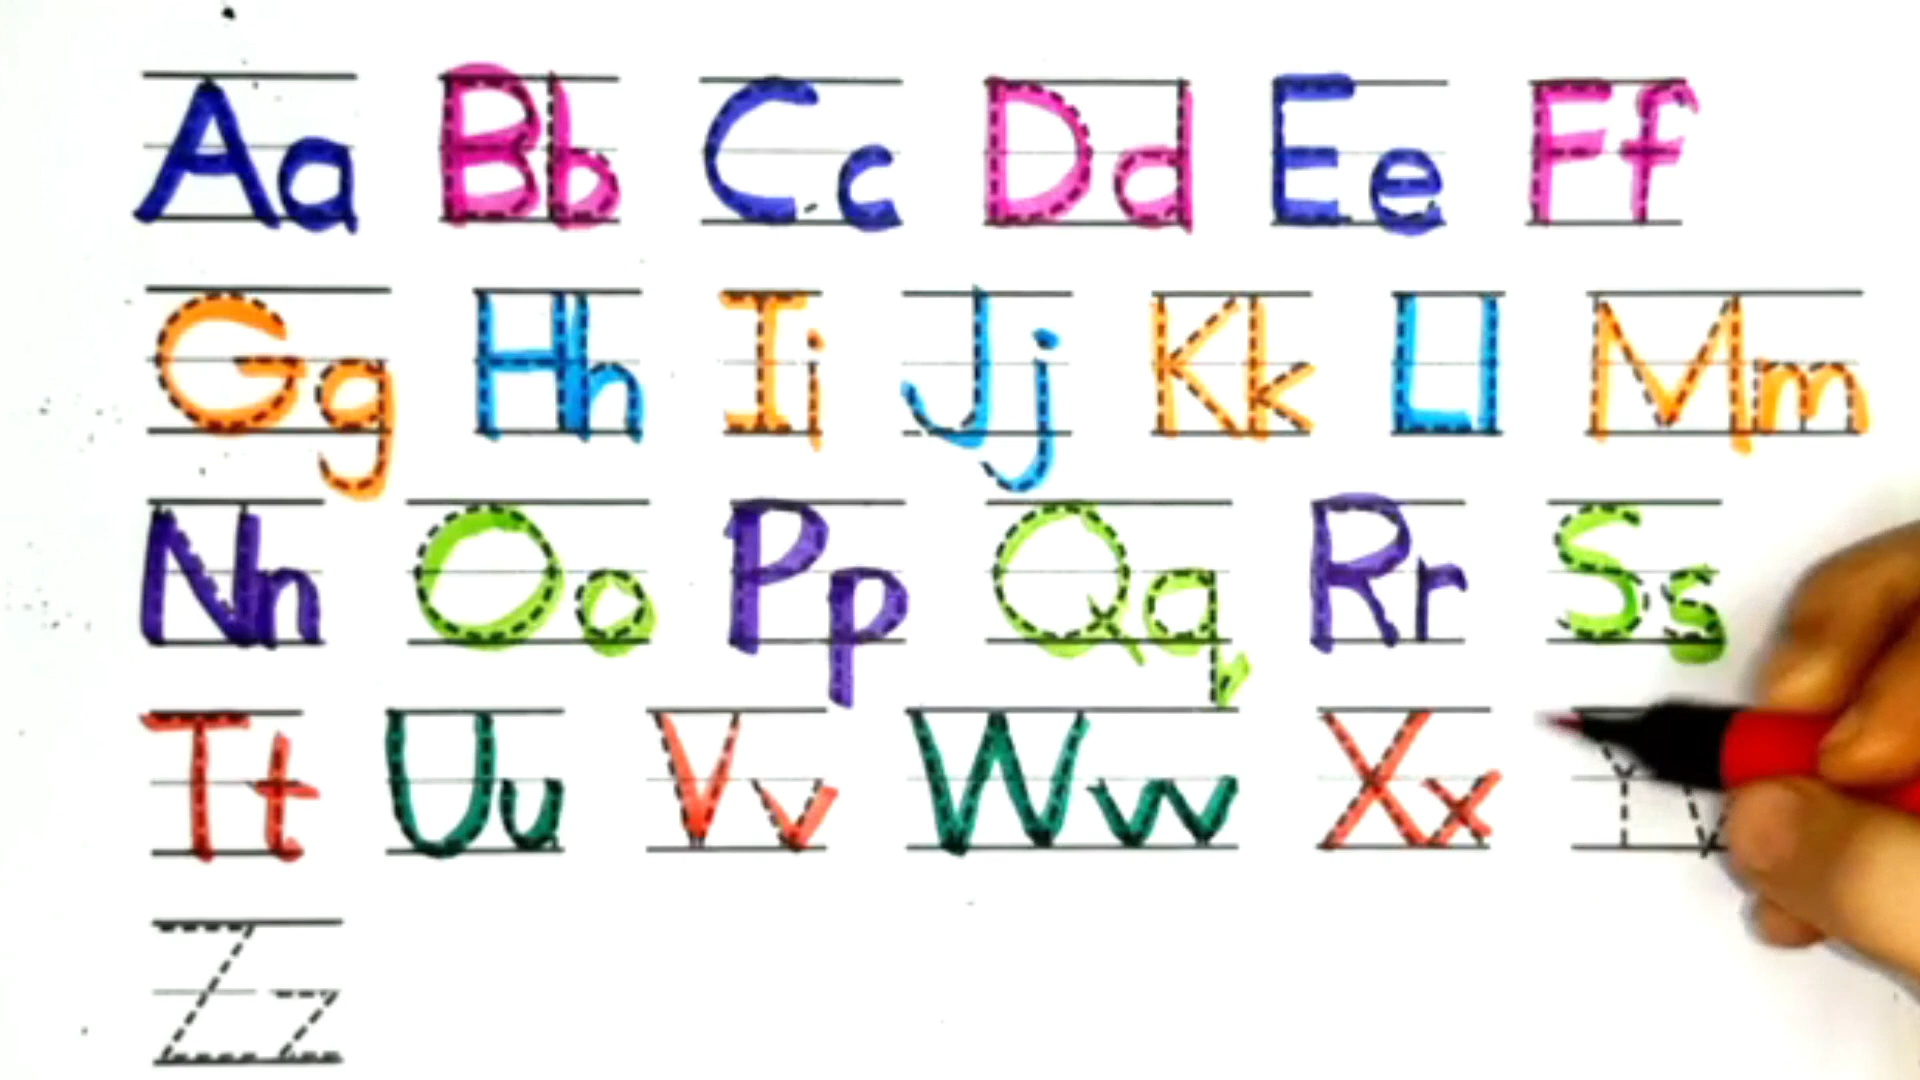 Aa Bb Cc Dd Ee Ff
Gg Hh Ii Jj Kk Ll Mm
Nn Oo Pp Qq Rr Ss
Tt Uu Vv Ww Xx Yy
Zz